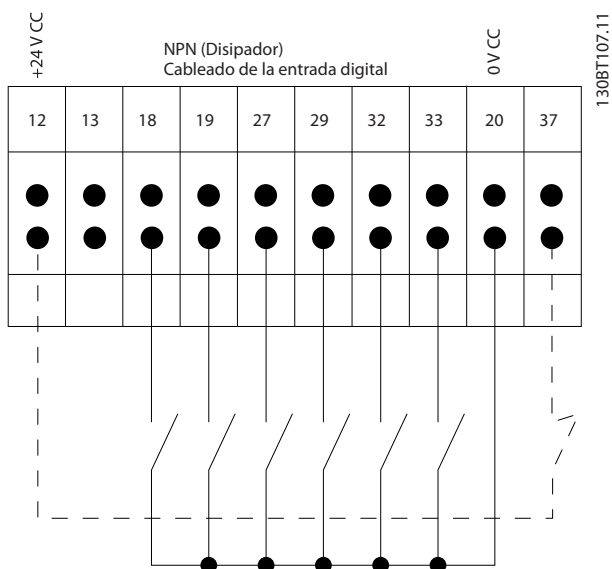 +24 V CC
NPN (Disipador)
Cableado de la entrada digital
0 V CC
130BT107.11
12 13 18 19 27 29 32 33 20 37